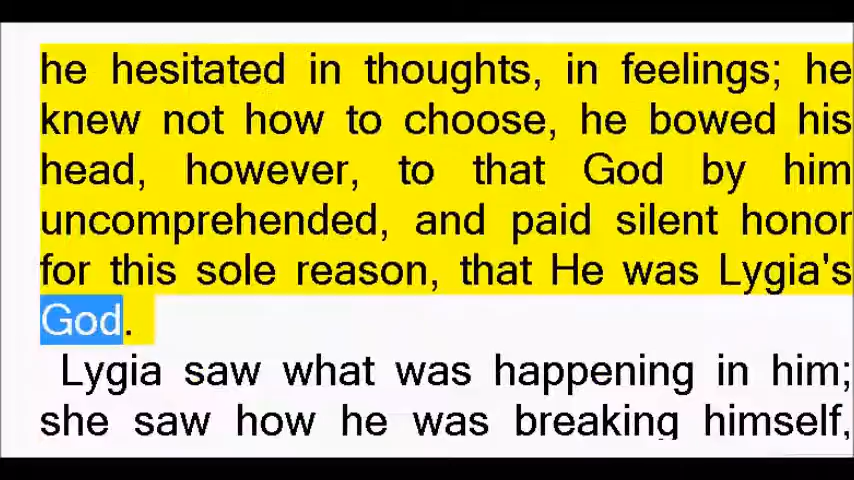 he hesitated in thoughts, in feelings; he
knew not how to choose, he bowed his
head, however, to that God by him
uncomprehended, and paid silent honor
for this sole reason, that He was Lygia's
God.
Lygia saw what was happening in him;
she saw how he was breaking himself,